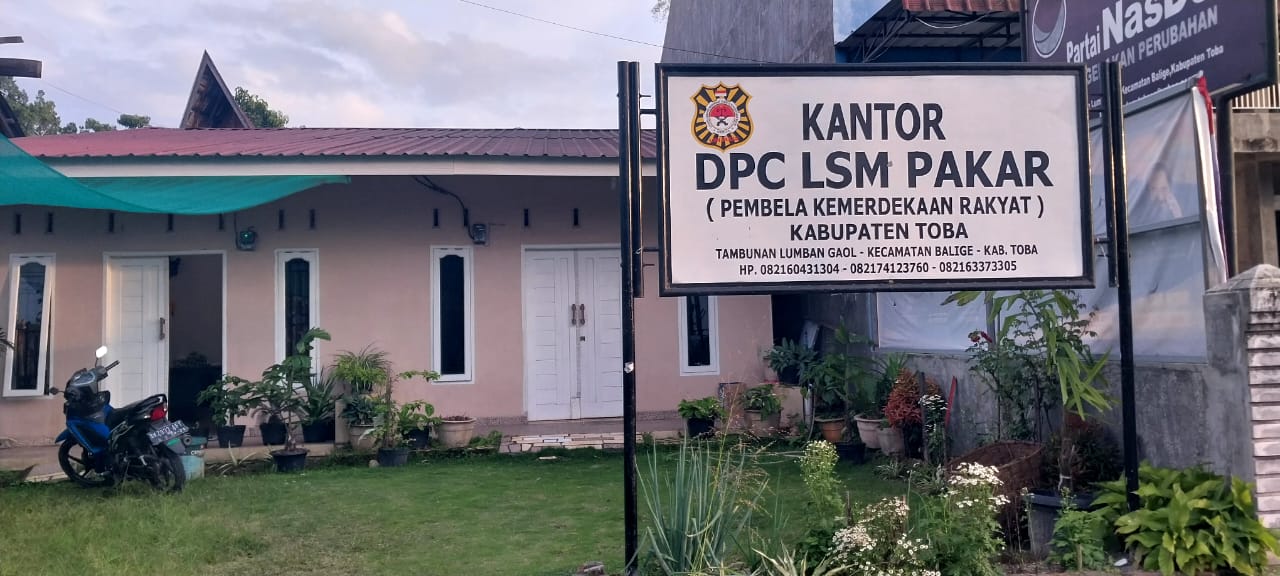 KANTOR
DPC LSM PAKAR
( PEMBELA KEMERDEKAAN RAKYAT )
KABUPATEN TOBA
TAMBUNAN LUMBAN GAOL - KECAMATAN BALIGE - KAB. TOBA
HP. 082160431304 - 082174123760 - 082163373305
Partai NasDe
PERUBAHAN
Kecamatan Balige, Kabupaten Toba